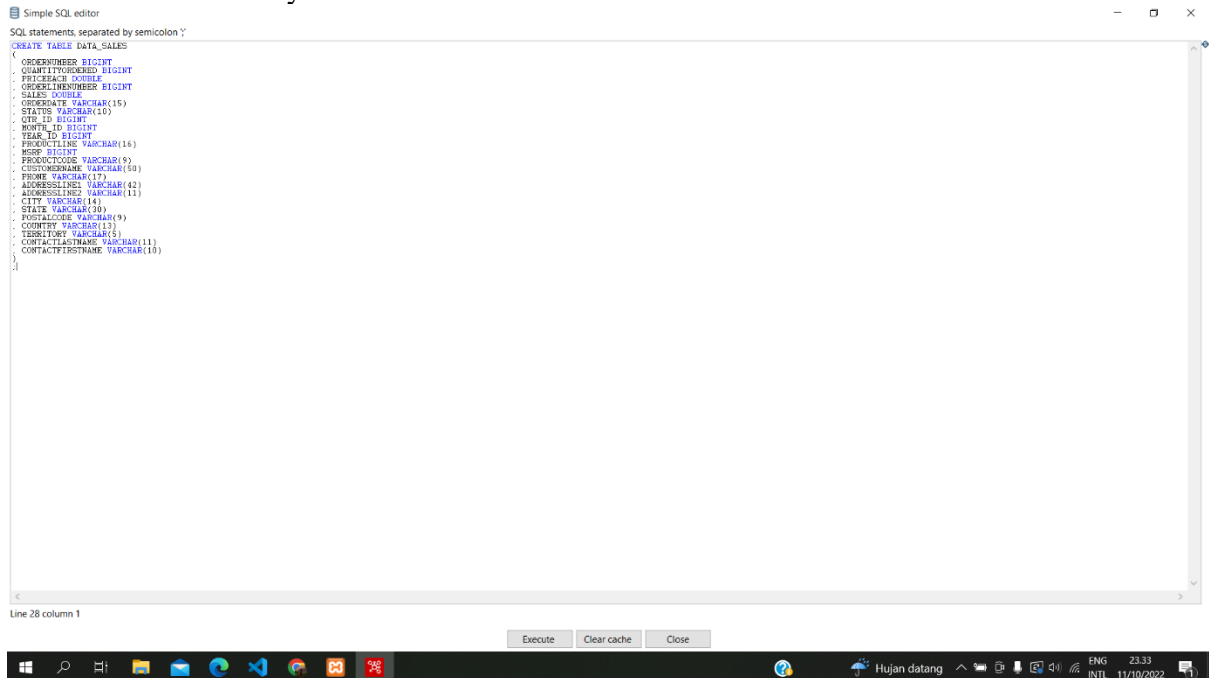 Simple SQL editor
SQL statements, separated by semicolon ';'
CREATE TABLE DATA_SALES
(
  ORDERNUMBER BIGINT
, QUANTITYORDERED BIGINT
, PRICEEACH DOUBLE
, ORDERLINENUMBER BIGINT
, SALES DOUBLE
, ORDERDATE VARCHAR(15)
, STATUS VARCHAR(10)
, QTR_ID BIGINT
, MONTH_ID BIGINT
, YEAR_ID BIGINT
, PRODUCTLINE VARCHAR(16)
, MSRP BIGINT
, PRODUCTCODE VARCHAR(9)
, CUSTOMERNAME VARCHAR(50)
, PHONE VARCHAR(17)
, ADDRESSLINE1 VARCHAR(42)
, ADDRESSLINE2 VARCHAR(11)
, CITY VARCHAR(14)
, STATE VARCHAR(30)
, POSTALCODE VARCHAR(9)
, COUNTRY VARCHAR(13)
, TERRITORY VARCHAR(5)
, CONTACTLASTNAME VARCHAR(11)
, CONTACTFIRSTNAME VARCHAR(10)
)
;
Line 28 column 1
Execute Clear cache Close
Hujan datang ENG 23.33
INTL 11/10/2022